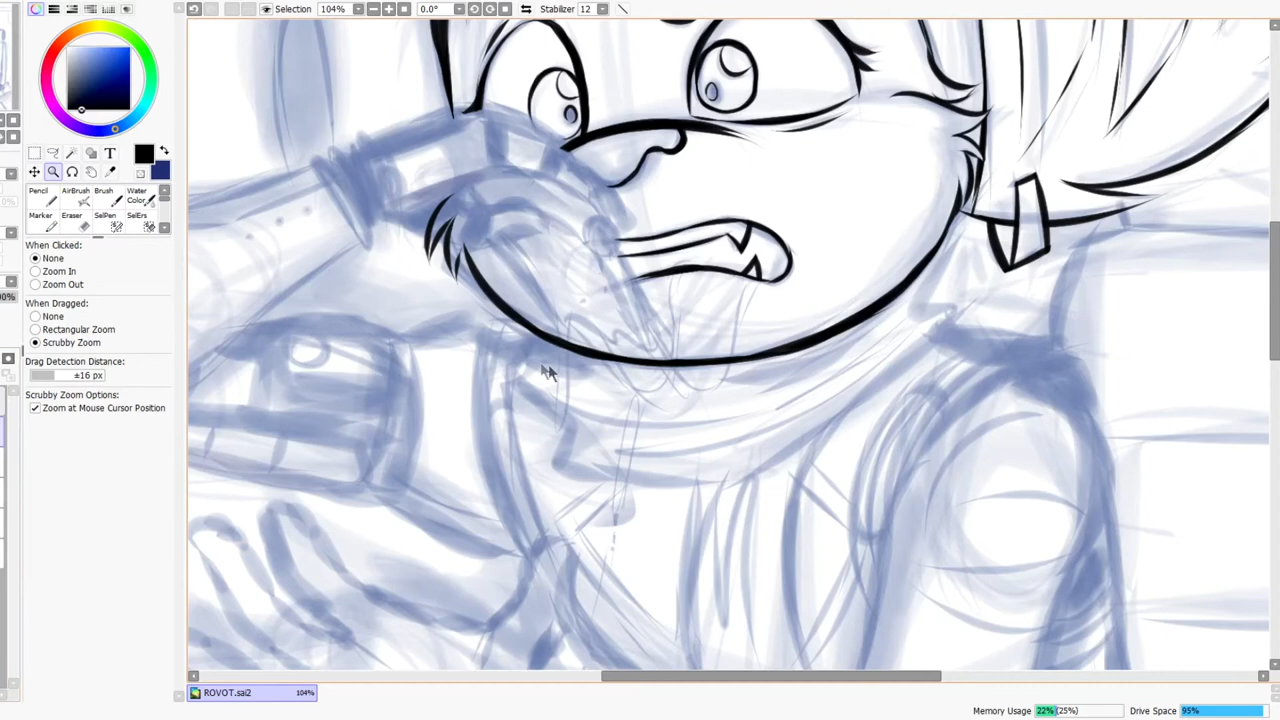 Selection 104% 0.0° Stabilizer 12
T
Pencil AirBrush Brush Water Color
Marker Eraser SelPen SelErs
When Clicked:
None
Zoom In
Zoom Out
When Dragged:
None
Rectangular Zoom
Scrubby Zoom
Drag Detection Distance:
±16 px
Scrubby Zoom Options:
Zoom at Mouse Cursor Position
ROVOT.sai2 104%
Memory Usage 22% (25%) Drive Space 95%